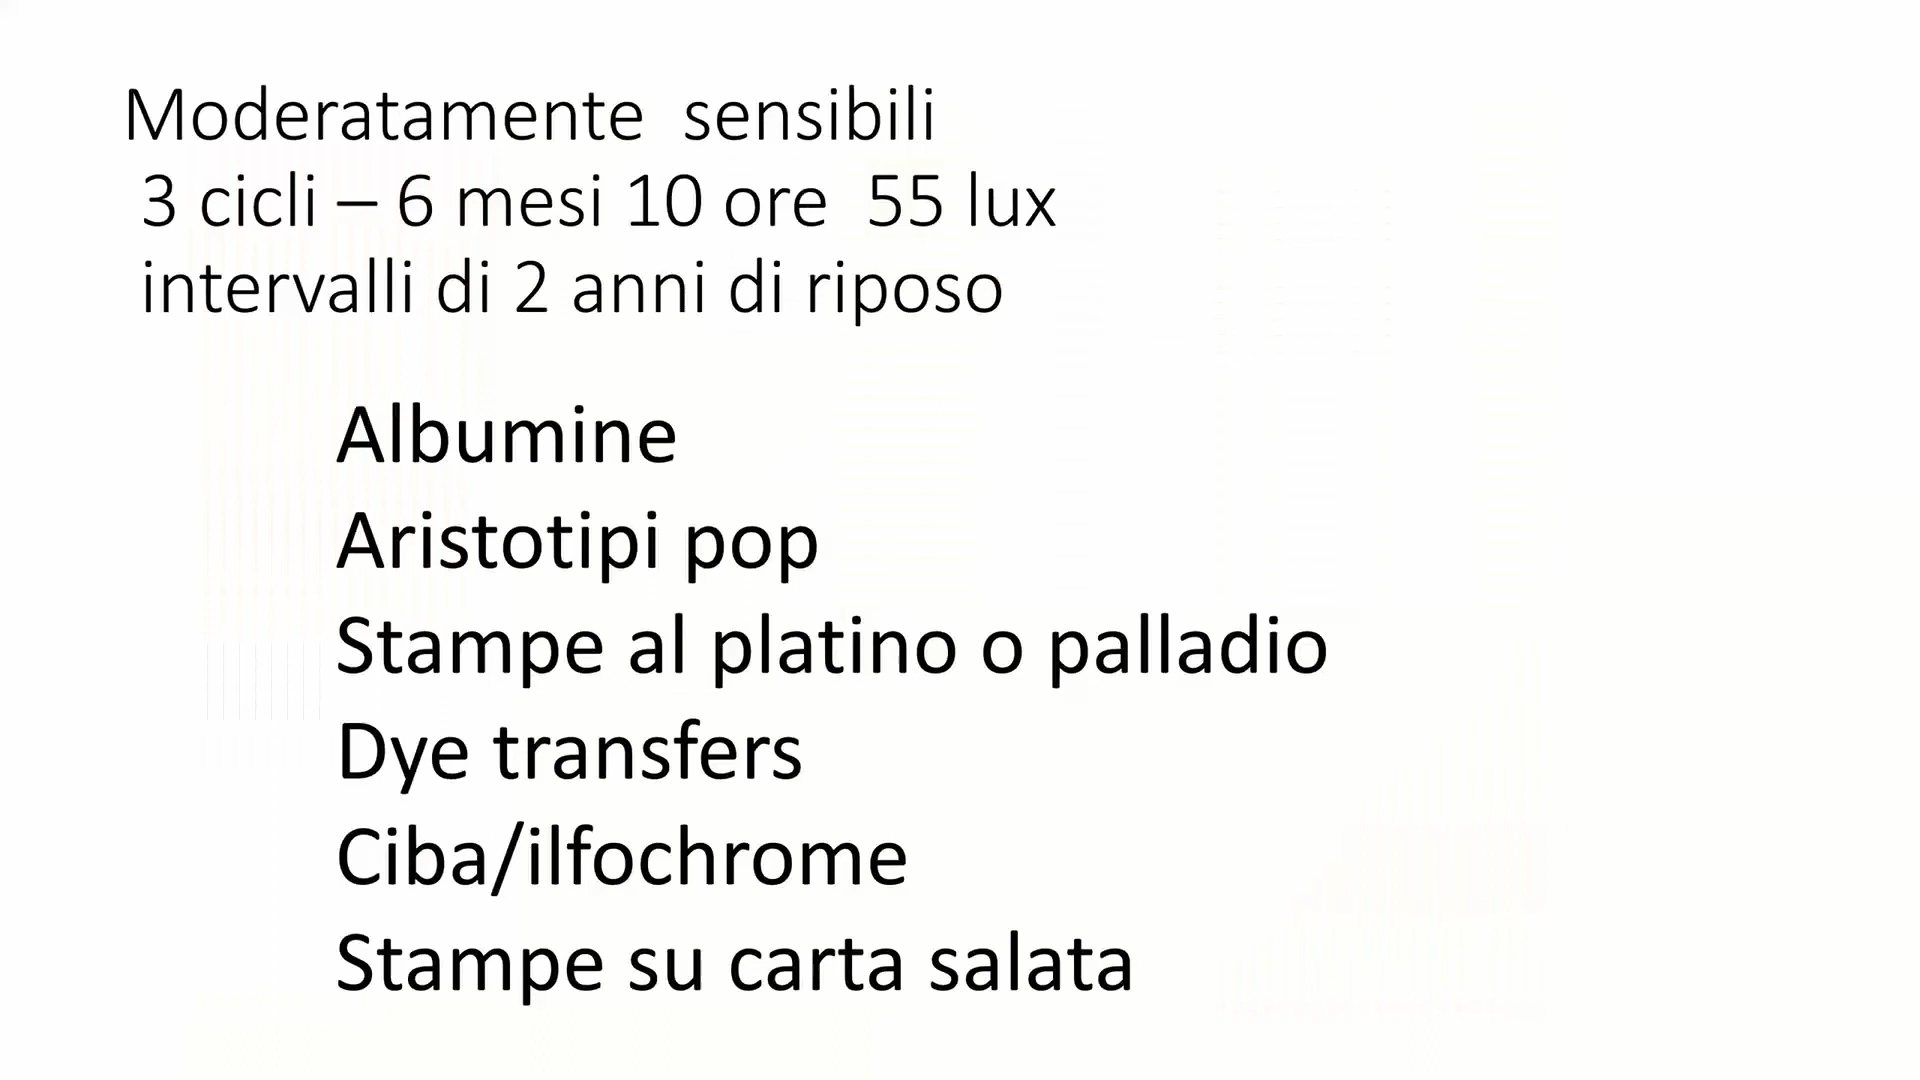 Moderatamente  sensibili
3 cicli – 6 mesi 10 ore  55 lux
intervalli di 2 anni di riposo
Albumine
Aristotipi pop
Stampe al platino o palladio
Dye transfers
Ciba/ilfochrome
Stampe su carta salata